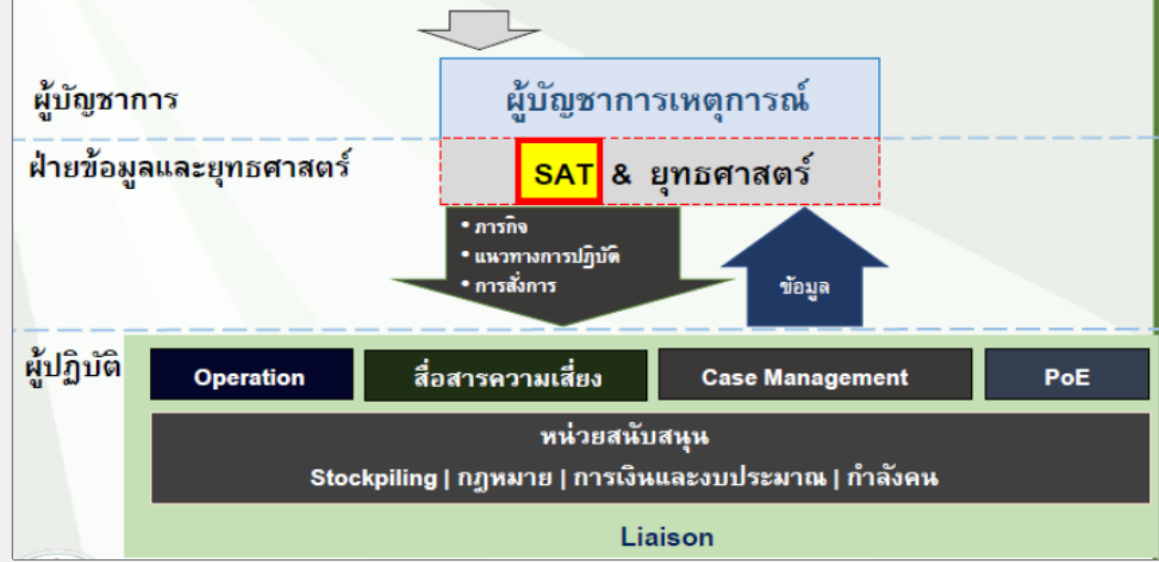 ผู้บัญชาการ
ผู้บัญชาการเหตุการณ์
ฝ่ายข้อมูลและยุทธศาสตร์
SAT & ยุทธศาสตร์
• ภารกิจ
• แนวทางการปฏิบัติ
• การสั่งการ
ข้อมูล
ผู้ปฏิบัติ
Operation
สื่อสารความเสี่ยง
Case Management
PoE
หน่วยสนับสนุน
Stockpiling | กฎหมาย | การเงินและงบประมาณ | กำลังคน
Liaison